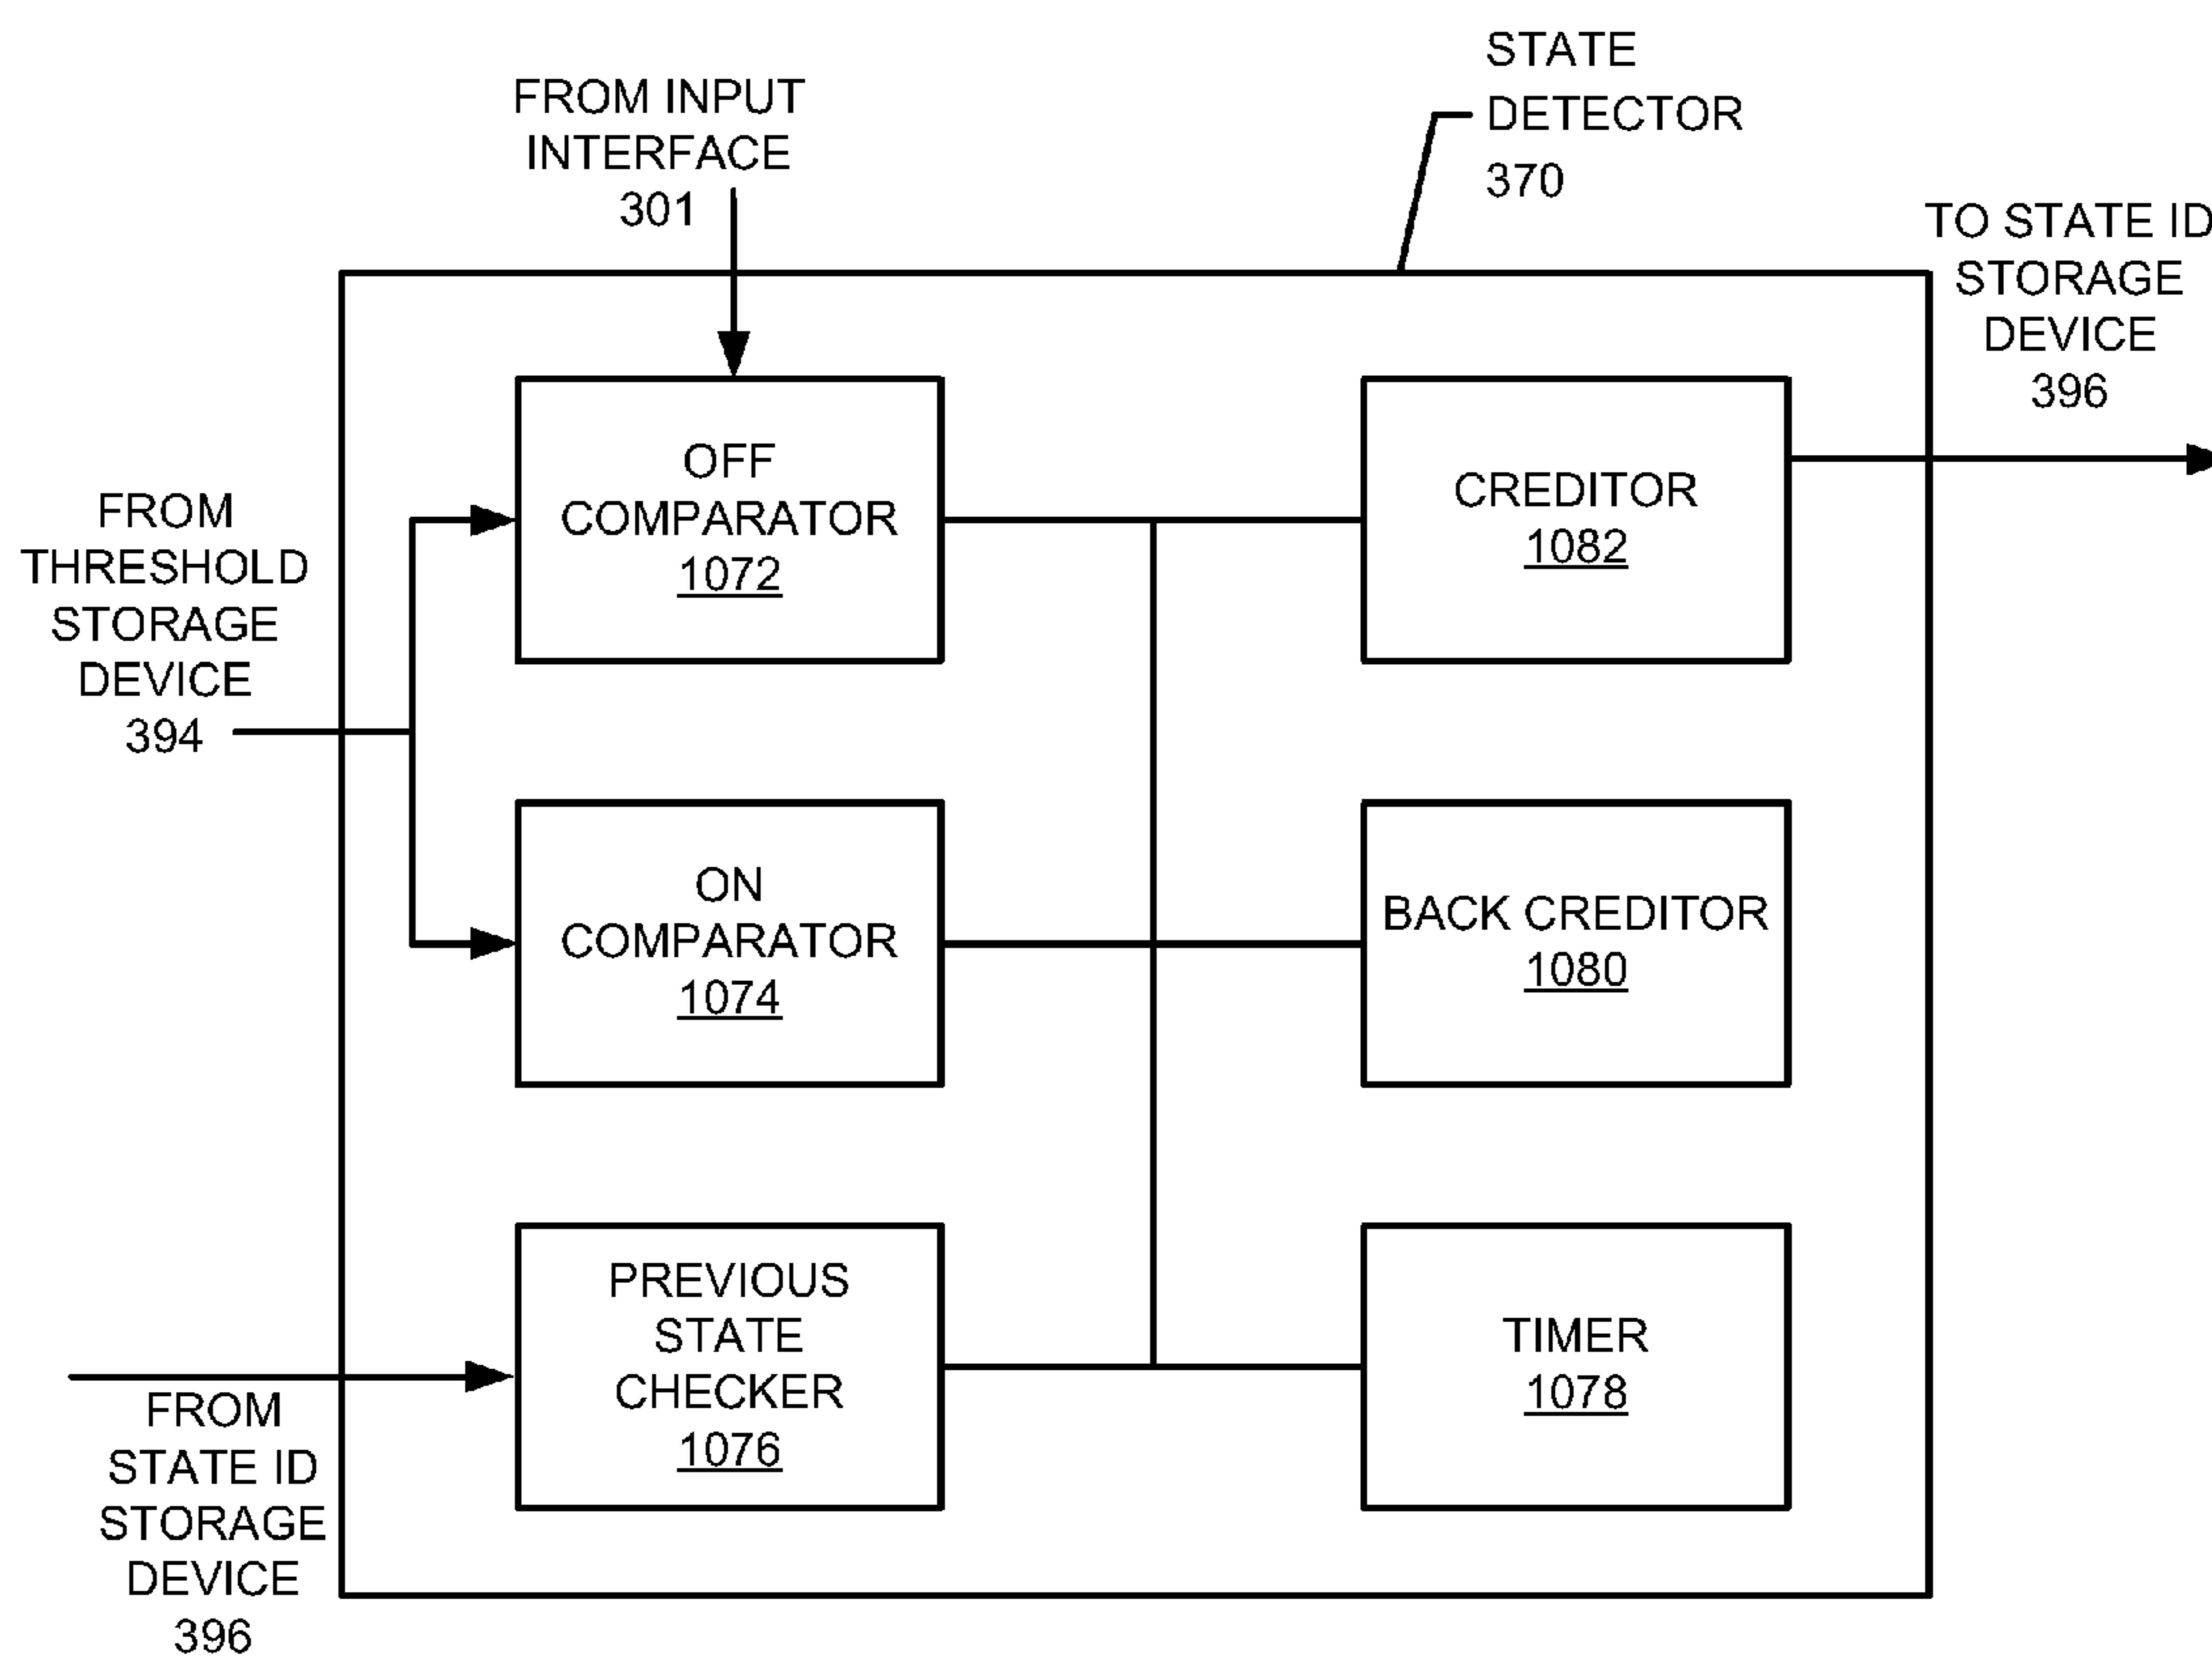 STATE
DETECTOR
370
FROM INPUT
INTERFACE
301
TO STATE ID
STORAGE
DEVICE
396
OFF
COMPARATOR
1072
CREDITOR
1082
FROM
THRESHOLD
STORAGE
DEVICE
394
ON
COMPARATOR
1074
BACK CREDITOR
1080
PREVIOUS
STATE
CHECKER
1076
TIMER
1078
FROM
STATE ID
STORAGE
DEVICE
396